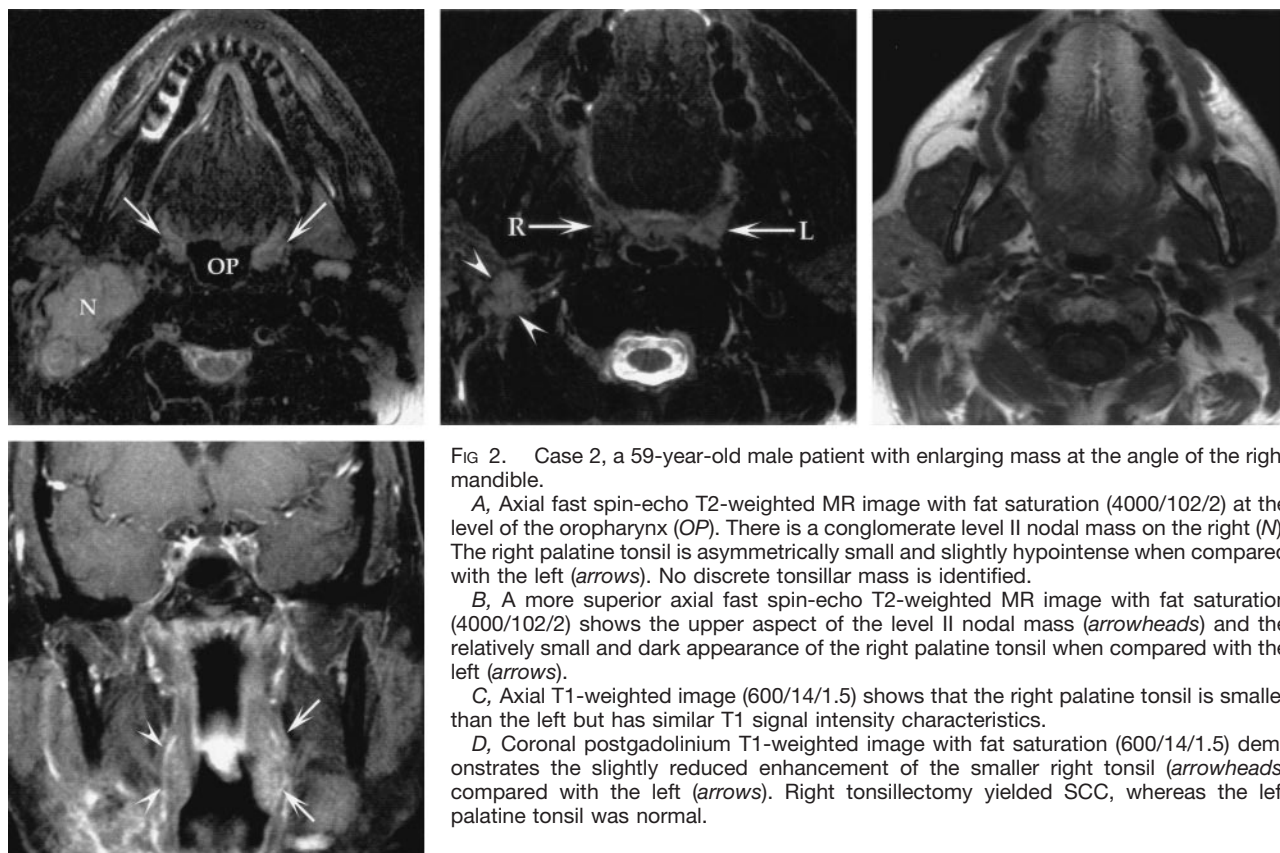 OP
N
R
L
FIG 2. Case 2, a 59-year-old male patient with enlarging mass at the angle of the right
mandible.
A, Axial fast spin-echo T2-weighted MR image with fat saturation (4000/102/2) at the
level of the oropharynx (OP). There is a conglomerate level II nodal mass on the right (N)
The right palatine tonsil is asymmetrically small and slightly hypointense when compared
with the left (arrows). No discrete tonsillar mass is identified.
B, A more superior axial fast spin-echo T2-weighted MR image with fat saturation
(4000/102/2) shows the upper aspect of the level II nodal mass (arrowheads) and the
relatively small and dark appearance of the right palatine tonsil when compared with the
left (arrows).
C, Axial T1-weighted image (600/14/1.5) shows that the right palatine tonsil is smaller
than the left but has similar T1 signal intensity characteristics.
D, Coronal postgadolinium T1-weighted image with fat saturation (600/14/1.5) dem
onstrates the slightly reduced enhancement of the smaller right tonsil (arrowheads
compared with the left (arrows). Right tonsillectomy yielded SCC, whereas the left
palatine tonsil was normal.